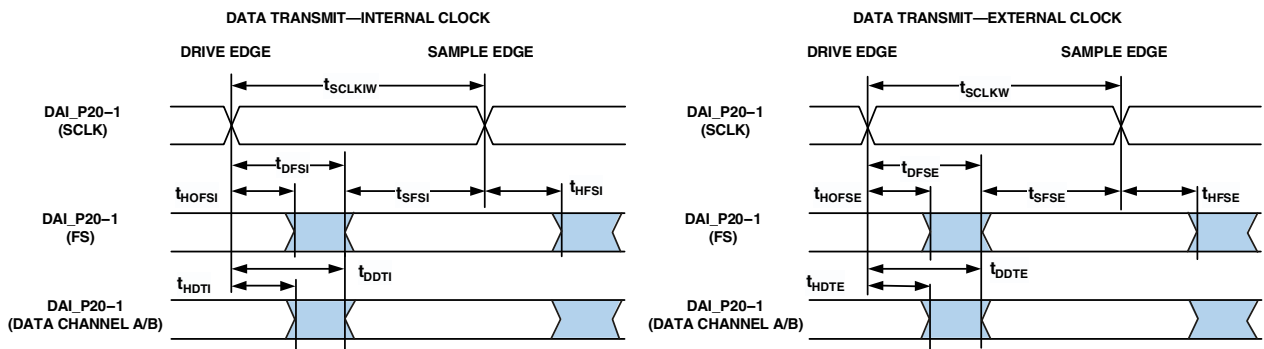 DATA TRANSMIT—INTERNAL CLOCK
DRIVE EDGE
SAMPLE EDGE
tSCLKIW
DAI_P20–1
(SCLK)
tDFSI
tHOFSI
tSFSI
tHFSI
DAI_P20–1
(FS)
tDDTI
tHDTI
DAI_P20–1
(DATA CHANNEL A/B)
DATA TRANSMIT—EXTERNAL CLOCK
DRIVE EDGE
SAMPLE EDGE
tSCLKW
DAI_P20–1
(SCLK)
tDFSE
tHOFSE
tSFSE
tHFSE
DAI_P20–1
(FS)
tDDTE
tHDTE
DAI_P20–1
(DATA CHANNEL A/B)